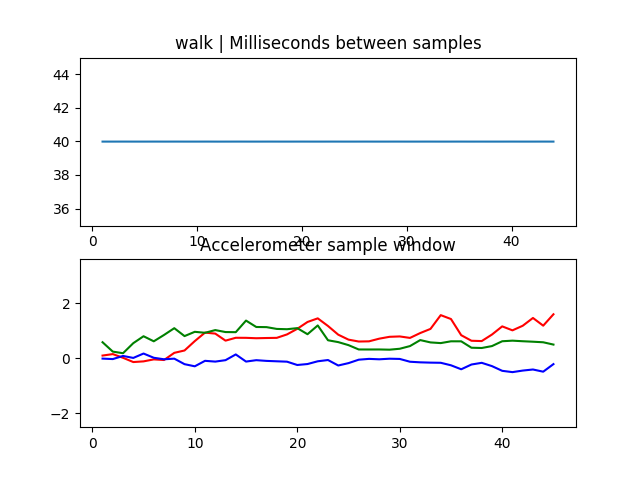 walk | Milliseconds between samples
44
42
40
38
36
0 10 20 30 40
Accelerometer sample window
2
0
−2
0 10 20 30 40